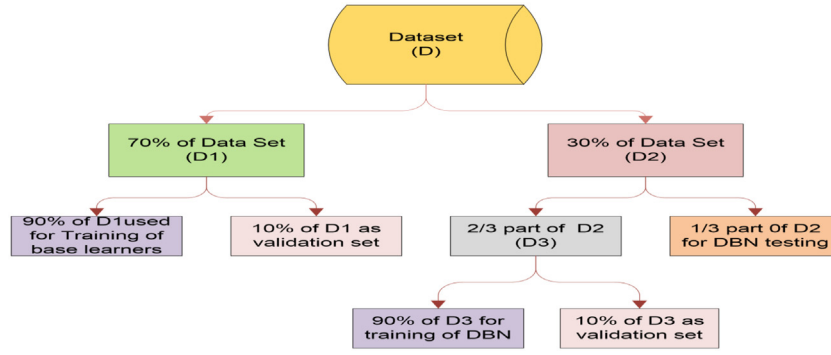 Dataset
(D)
70% of Data Set
(D1)
30% of Data Set
(D2)
90% of D1used
for Training of
base learners
10% of D1 as
validation set
2/3 part of D2
(D3)
1/3 part 0f D2
for DBN testing
90% of D3 for
training of DBN
10% of D3 as
validation set